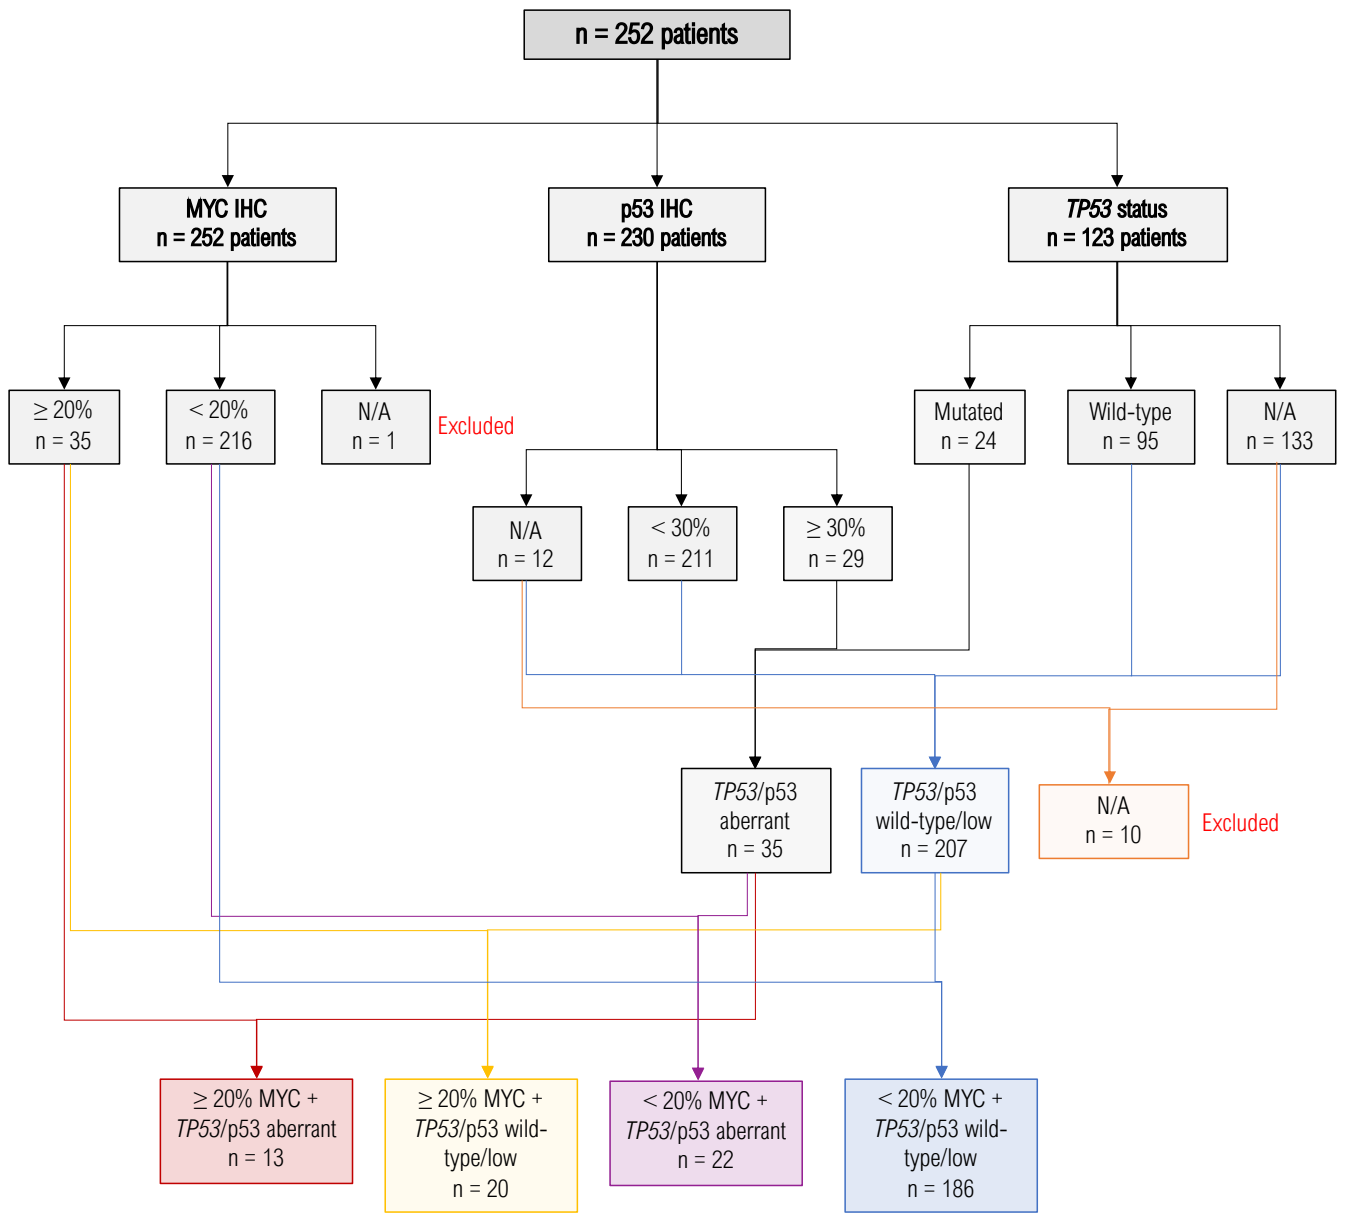 n = 252 patients
MYC IHC
n = 252 patients
p53 IHC
n = 230 patients
TP53 status
n = 123 patients
≥ 20%
n = 35
< 20%
n = 216
N/A
n = 1
Excluded
Mutated
n = 24
Wild-type
n = 95
N/A
n = 133
N/A
n = 12
< 30%
n = 211
≥ 30%
n = 29
TP53/p53
aberrant
n = 35
TP53/p53
wild-type/low
n = 207
N/A
n = 10
Excluded
≥ 20% MYC +
TP53/p53 aberrant
n = 13
≥ 20% MYC +
TP53/p53 wild-
type/low
n = 20
< 20% MYC +
TP53/p53 aberrant
n = 22
< 20% MYC +
TP53/p53 wild-
type/low
n = 186